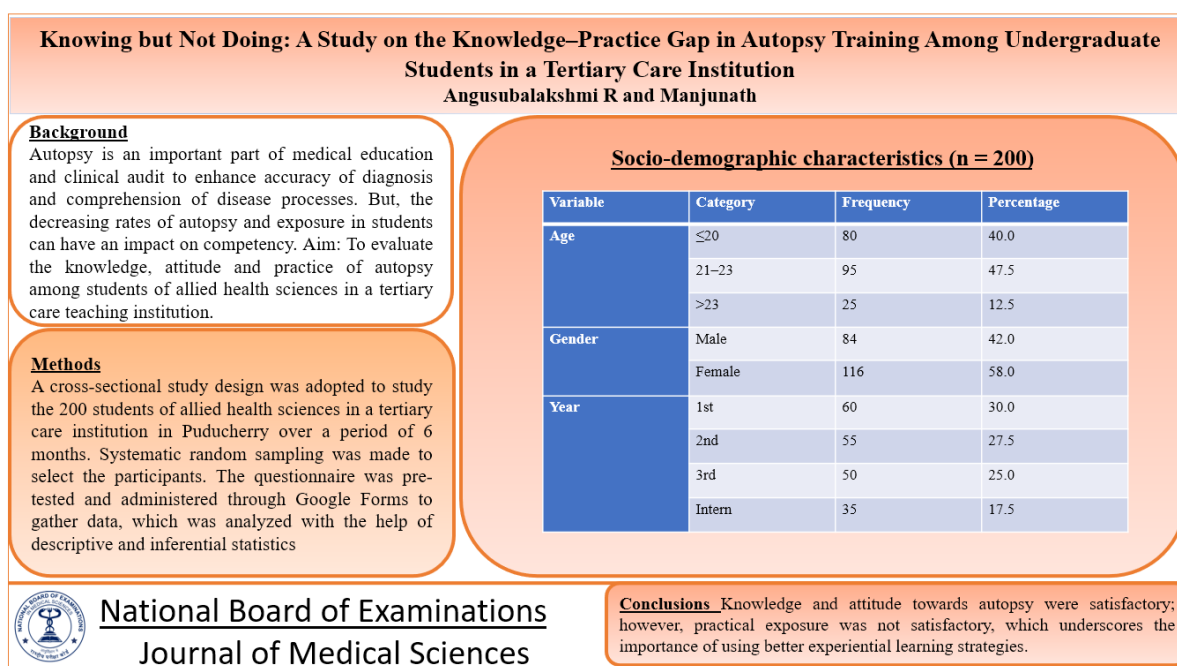 Knowing but Not Doing: A Study on the Knowledge–Practice Gap in Autopsy Training Among Undergraduate
Students in a Tertiary Care Institution
Angusubalakshmi R and Manjunath
Background
Autopsy is an important part of medical education
and clinical audit to enhance accuracy of diagnosis
and comprehension of disease processes. But, the
decreasing rates of autopsy and exposure in students
can have an impact on competency. Aim: To evaluate
the knowledge, attitude and practice of autopsy
among students of allied health sciences in a tertiary
care teaching institution.
Methods
A cross-sectional study design was adopted to study
the 200 students of allied health sciences in a tertiary
care institution in Puducherry over a period of 6
months. Systematic random sampling was made to
select the participants. The questionnaire was pre-
tested and administered through Google Forms to
gather data, which was analyzed with the help of
descriptive and inferential statistics
Socio-demographic characteristics (n = 200)
Variable Category Frequency Percentage
Age ≤20 80 40.0
21–23 95 47.5
>23 25 12.5
Gender Male 84 42.0
Female 116 58.0
Year 1st 60 30.0
2nd 55 27.5
3rd 50 25.0
Intern 35 17.5
NATIONAL BOARD OF EXAMINATIONS
IN MEDICAL SCIENCES
National Board of Examinations
Journal of Medical Sciences
Conclusions Knowledge and attitude towards autopsy were satisfactory;
however, practical exposure was not satisfactory, which underscores the
importance of using better experiential learning strategies.